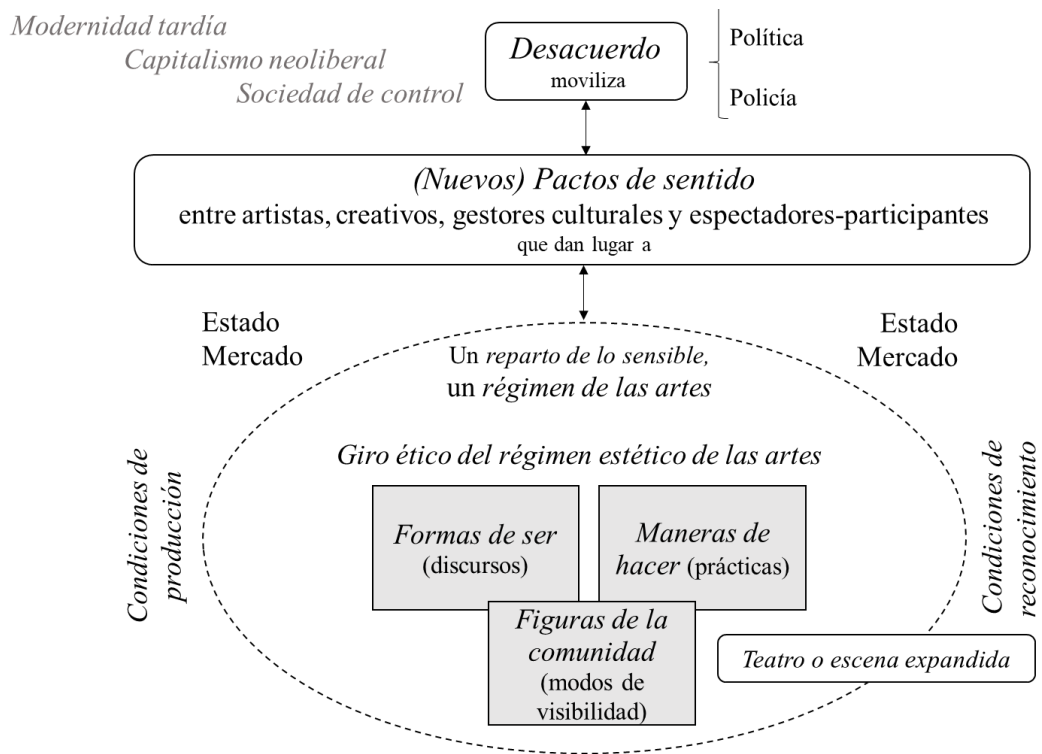 Modernidad tardía
Capitalismo neoliberal
Sociedad de control
Desacuerdo
moviliza
Política
Policía
(Nuevos) Pactos de sentido
entre artistas, creativos, gestores culturales y espectadores-participantes
que dan lugar a
Estado
Mercado
Estado
Mercado
Un reparto de lo sensible,
un régimen de las artes
Condiciones de
producción
Giro ético del régimen estético de las artes
Formas de ser
(discursos)
Maneras de
hacer (prácticas)
Figuras de la
comunidad
(modos de
visibilidad)
Condiciones de
reconocimiento
Teatro o escena expandida